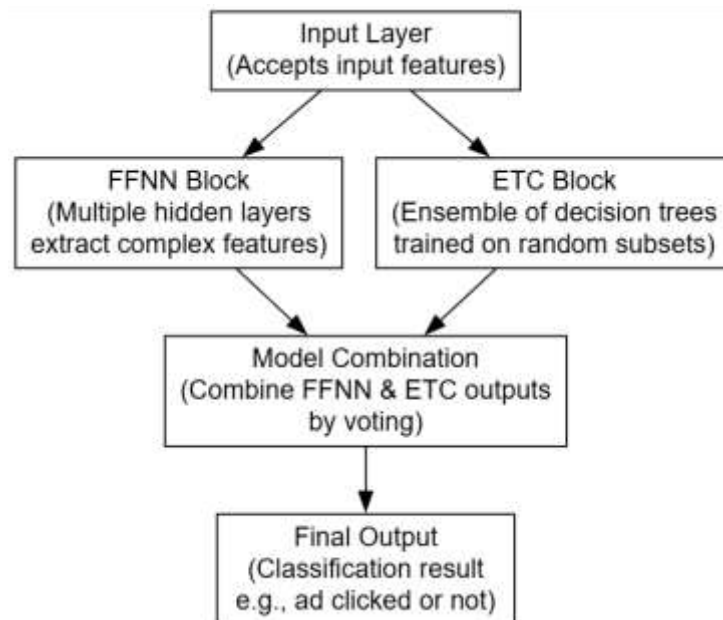 Input Layer
(Accepts input features)
FFNN Block
(Multiple hidden layers
extract complex features)
ETC Block
(Ensemble of decision trees
trained on random subsets)
Model Combination
(Combine FFNN & ETC outputs
by voting)
Final Output
(Classification result
e.g., ad clicked or not)